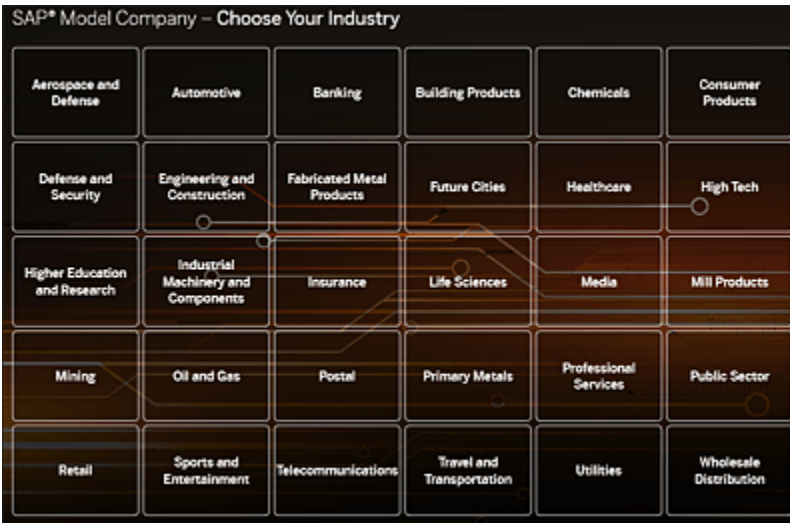 SAP® Model Company – Choose Your Industry
Aerospace and
Defense
Automotive
Banking
Building Products
Chemicals
Consumer
Products
Defense and
Security
Engineering and
Construction
Fabricated Metal
Products
Future Cities
Healthcare
High Tech
Higher Education
and Research
Industrial
Machinery and
Components
Insurance
Life Sciences
Media
Mill Products
Mining
Oil and Gas
Postal
Primary Metals
Professional
Services
Public Sector
Retail
Sports and
Entertainment
Telecommunications
Travel and
Transportation
Utilities
Wholesale
Distribution